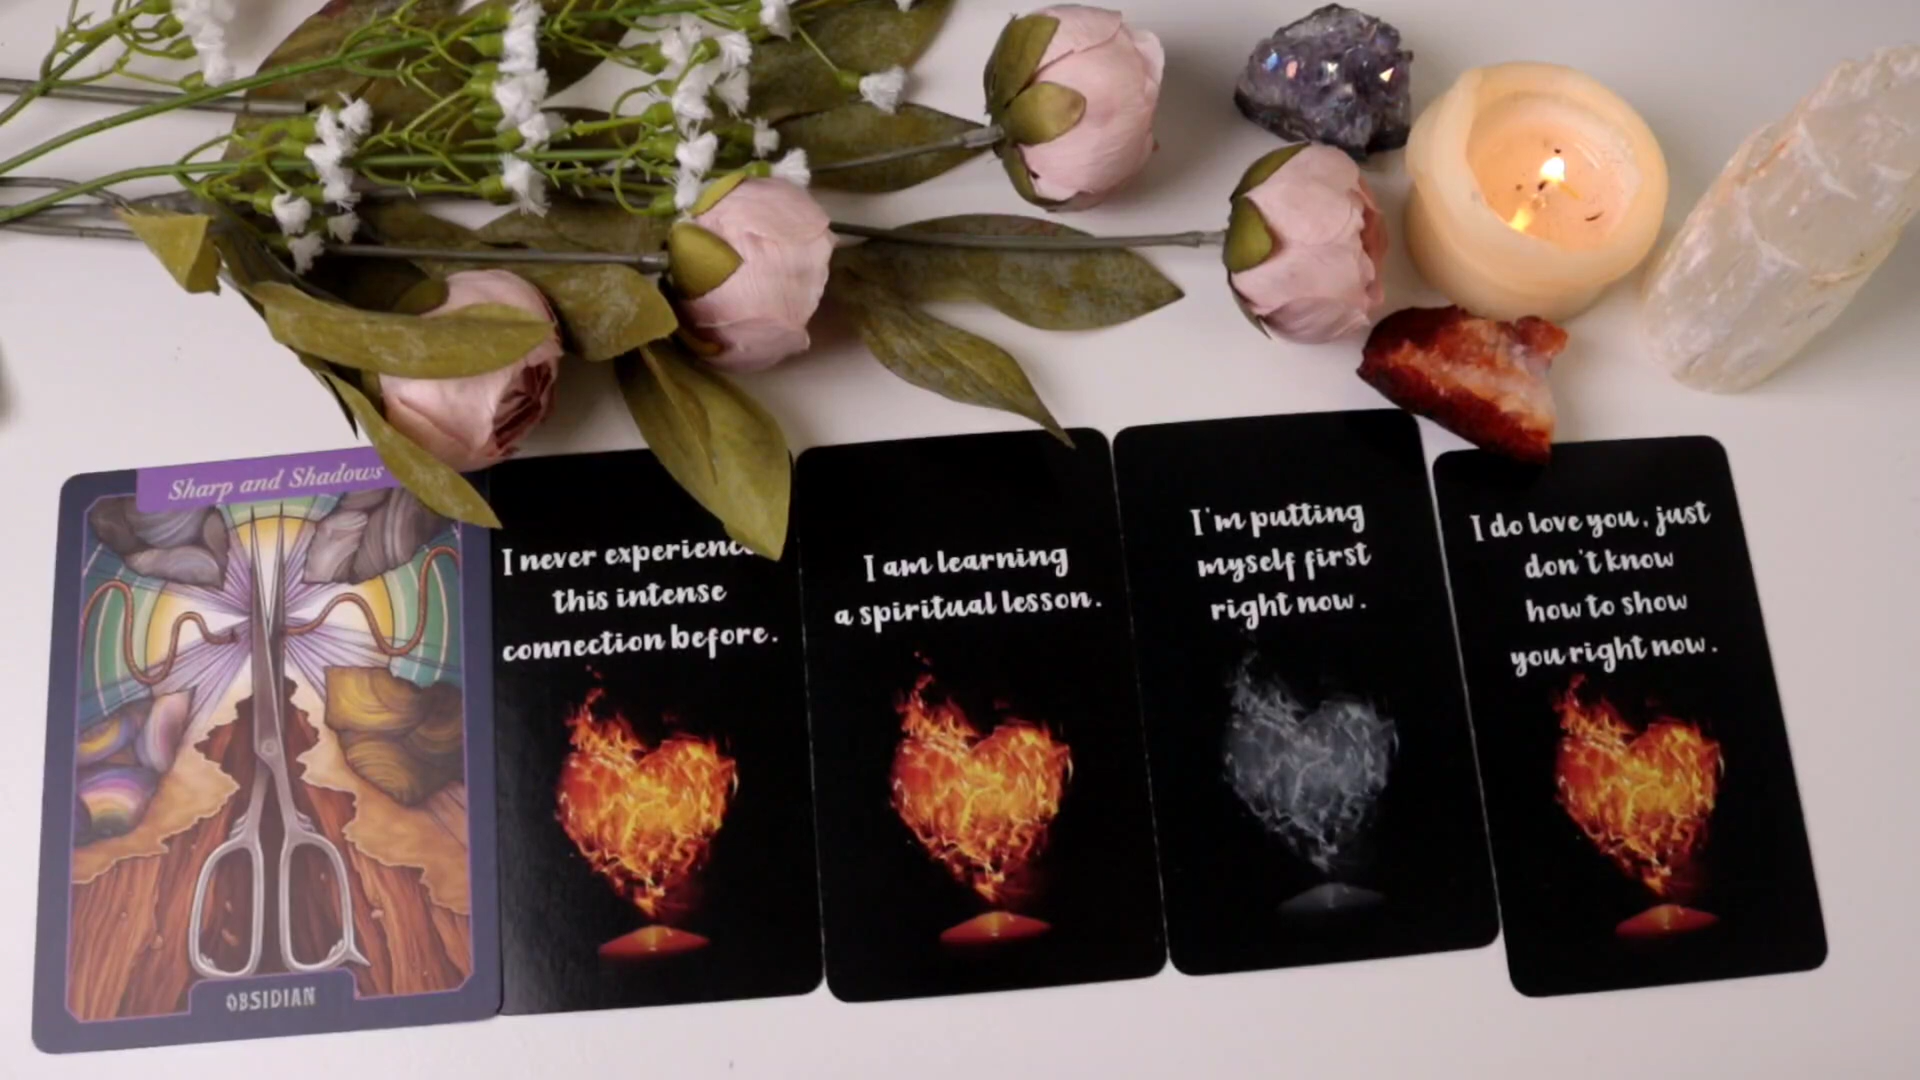 Sharp and Shadows
OBSIDIAN
I never
this intense
connection before.
I am learning
a spiritual lesson.
I'm putting
myself first
right now.
I do love you, just
don't know
how to show
you right now.